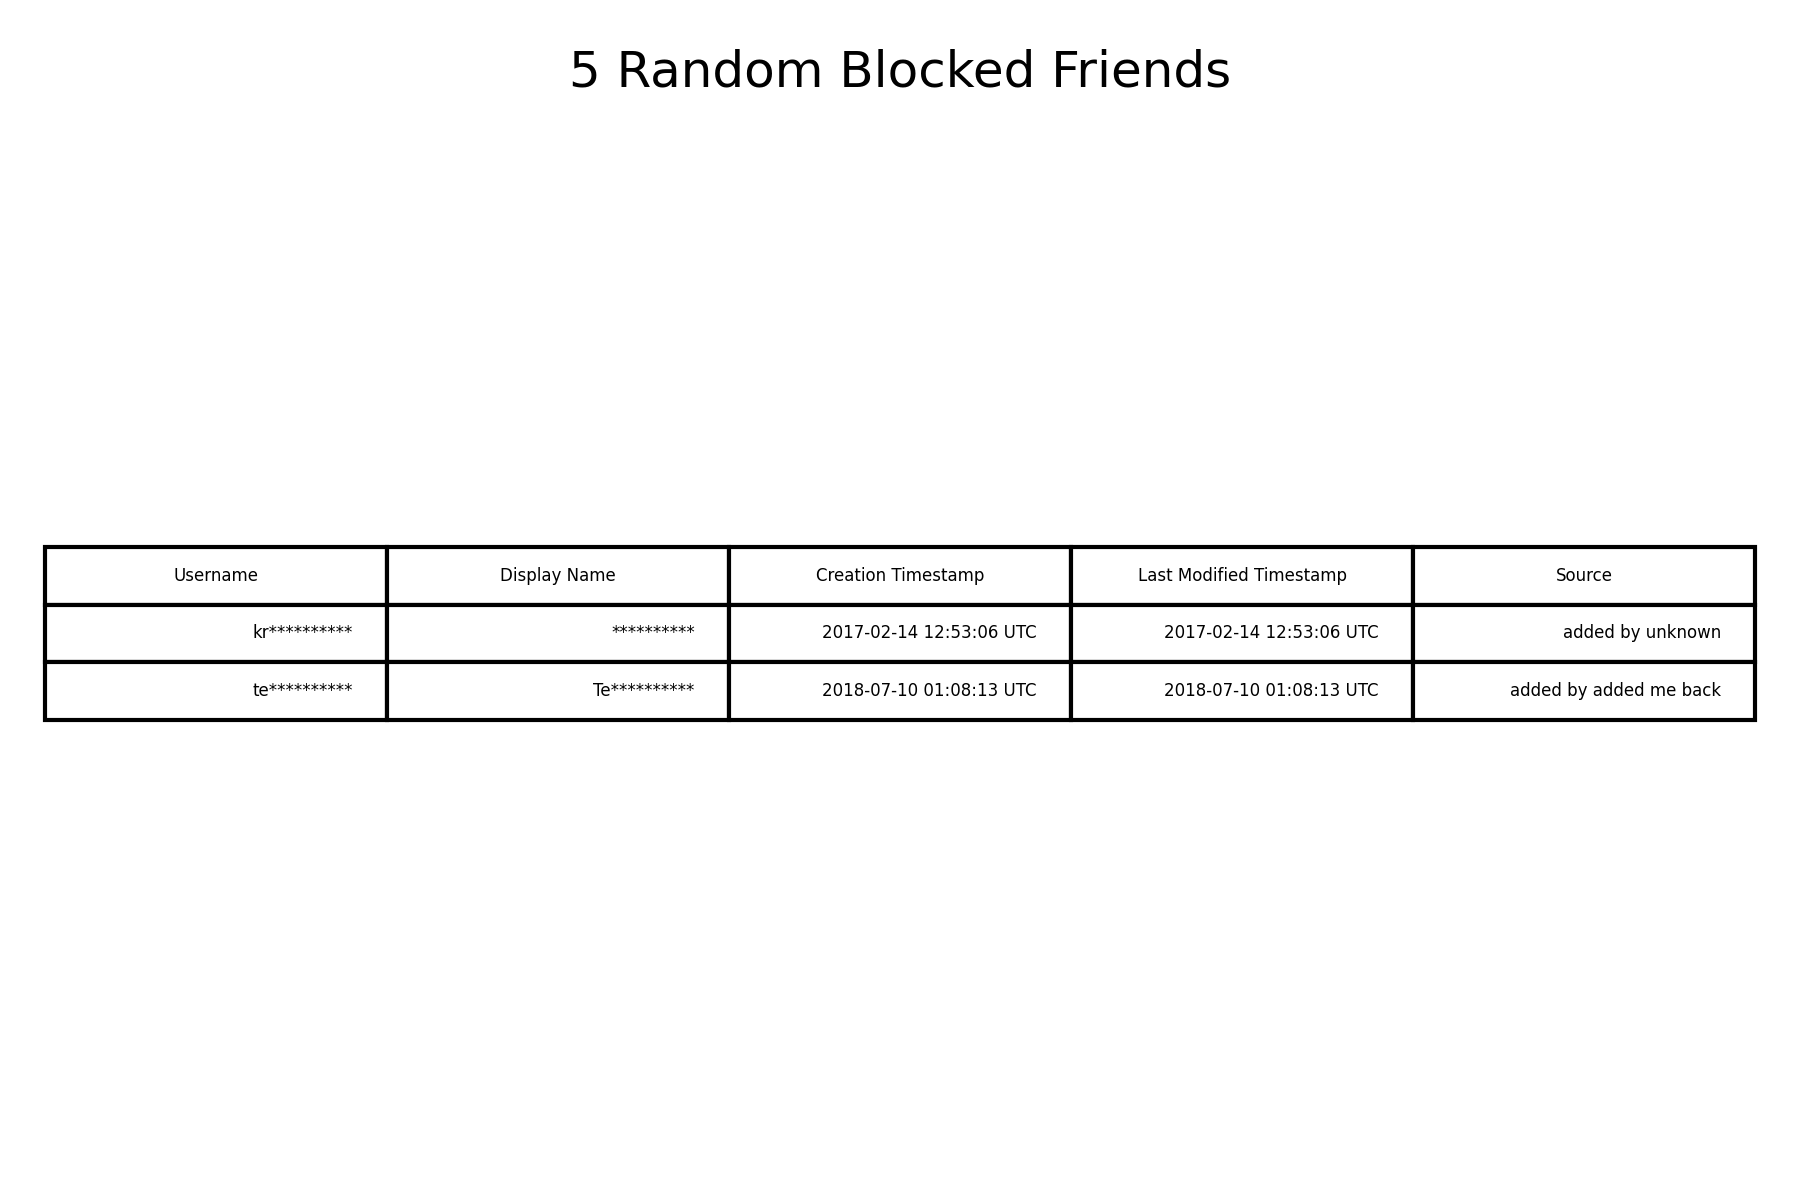 5 Random Blocked Friends
Username Display Name Creation Timestamp Last Modified Timestamp Source
kr********** ********** 2017-02-14 12:53:06 UTC 2017-02-14 12:53:06 UTC added by unknown
te********** Te********** 2018-07-10 01:08:13 UTC 2018-07-10 01:08:13 UTC added by added me back